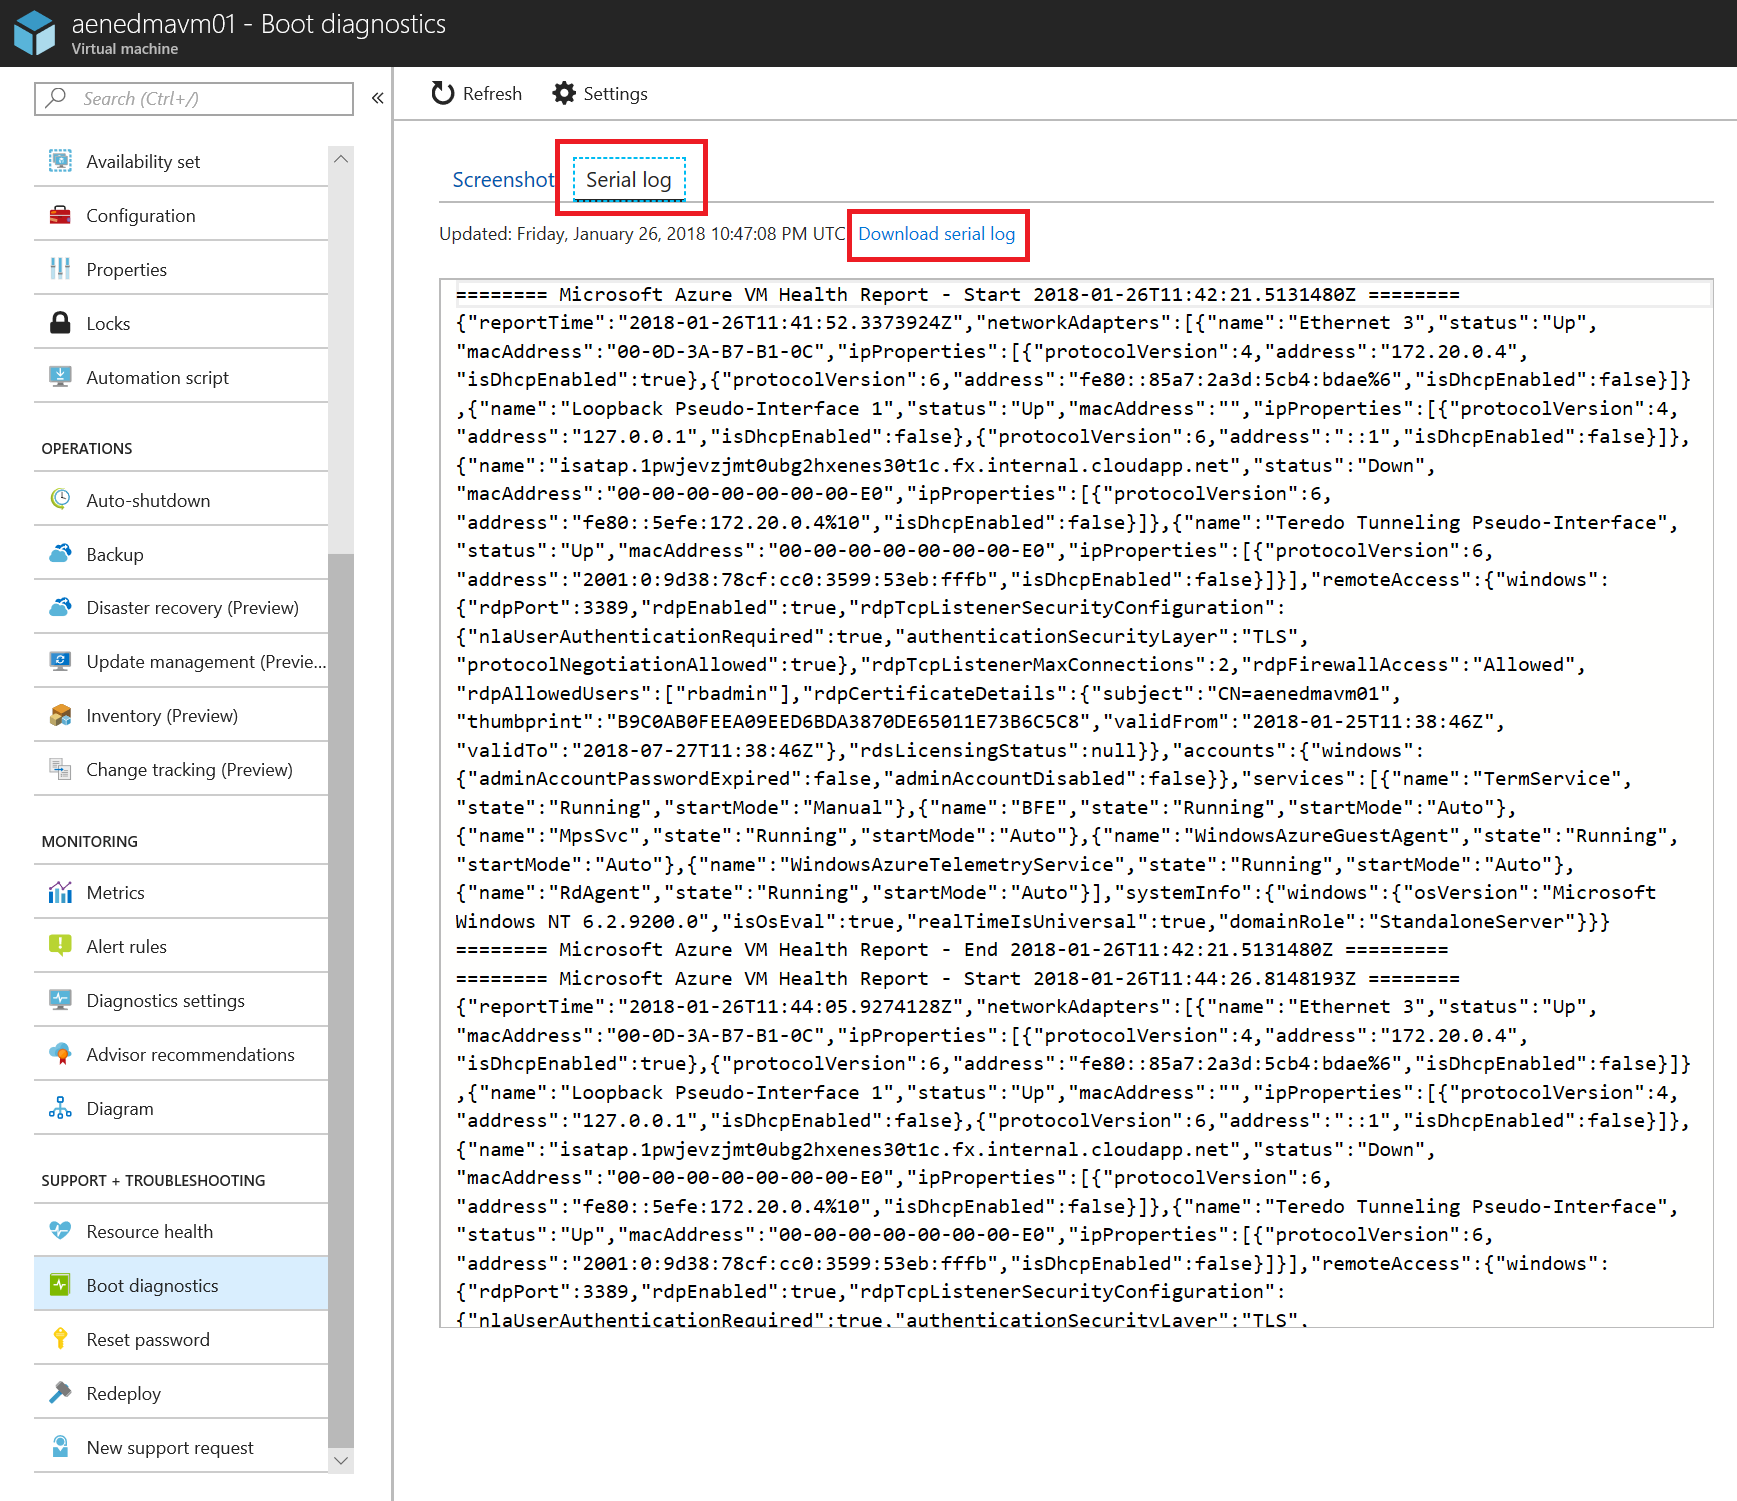 aenedmavm01 - Boot diagnostics
Virtual machine
Search (Ctrl+/)
«
Availability set
Configuration
Properties
Locks
Automation script
OPERATIONS
Auto-shutdown
Backup
Disaster recovery (Preview)
Update management (Previe...
Inventory (Preview)
Change tracking (Preview)
MONITORING
Metrics
Alert rules
Diagnostics settings
Advisor recommendations
Diagram
SUPPORT + TROUBLESHOOTING
Resource health
Boot diagnostics
Reset password
Redeploy
New support request
Refresh Settings
Screenshot Serial log
Updated: Friday, January 26, 2018 10:47:08 PM UTC Download serial log
======== Microsoft Azure VM Health Report - Start 2018-01-26T11:42:21.5131480Z ========
{"reportTime":"2018-01-26T11:41:52.3373924Z","networkAdapters":[{"name":"Ethernet 3","status":"Up",
"macAddress":"00-0D-3A-B7-B1-0C","ipProperties":[{"protocolVersion":4,"address":"172.20.0.4",
"isDhcpEnabled":true},{"protocolVersion":6,"address":"fe80::85a7:2a3d:5cb4:bdae%6","isDhcpEnabled":false}]}
,{"name":"Loopback Pseudo-Interface 1","status":"Up","macAddress":"","ipProperties":[{"protocolVersion":4,
"address":"127.0.0.1","isDhcpEnabled":false},{"protocolVersion":6,"address":"::1","isDhcpEnabled":false}]},
{"name":"isatap.1pwjevzjmt0ubg2hxenes30t1c.fx.internal.cloudapp.net","status":"Down",
"macAddress":"00-00-00-00-00-00-00-E0","ipProperties":[{"protocolVersion":6,
"address":"fe80::5efe:172.20.0.4%10","isDhcpEnabled":false}]},{"name":"Teredo Tunneling Pseudo-Interface",
"status":"Up","macAddress":"00-00-00-00-00-00-00-E0","ipProperties":[{"protocolVersion":6,
"address":"2001:0:9d38:78cf:cc0:3599:53eb:fffb","isDhcpEnabled":false}]}],"remoteAccess":{"windows":
{"rdpPort":3389,"rdpEnabled":true,"rdpTcpListenerSecurityConfiguration":
{"nlaUserAuthenticationRequired":true,"authenticationSecurityLayer":"TLS",
"protocolNegotiationAllowed":true},"rdpTcpListenerMaxConnections":2,"rdpFirewallAccess":"Allowed",
"rdpAllowedUsers":["rbadmin"],"rdpCertificateDetails":{"subject":"CN=aenedmavm01",
"thumbprint":"B9C0AB0FEEA09EED6BDA3870DE65011E73B6C5C8","validFrom":"2018-01-25T11:38:46Z",
"validTo":"2018-07-27T11:38:46Z"},"rdsLicensingStatus":null}},"accounts":{"windows":
{"adminAccountPasswordExpired":false,"adminAccountDisabled":false}},"services":[{"name":"TermService",
"state":"Running","startMode":"Manual"},{"name":"BFE","state":"Running","startMode":"Auto"},
{"name":"MpsSvc","state":"Running","startMode":"Auto"},{"name":"WindowsAzureGuestAgent","state":"Running",
"startMode":"Auto"},{"name":"WindowsAzureTelemetryService","state":"Running","startMode":"Auto"},
{"name":"RdAgent","state":"Running","startMode":"Auto"}],"systemInfo":{"windows":{"osVersion":"Microsoft
Windows NT 6.2.9200.0","isOsEval":true,"realTimeIsUniversal":true,"domainRole":"StandaloneServer"}}}
======== Microsoft Azure VM Health Report - End 2018-01-26T11:42:21.5131480Z =========
======== Microsoft Azure VM Health Report - Start 2018-01-26T11:44:26.8148193Z ========
{"reportTime":"2018-01-26T11:44:05.9274128Z","networkAdapters":[{"name":"Ethernet 3","status":"Up",
"macAddress":"00-0D-3A-B7-B1-0C","ipProperties":[{"protocolVersion":4,"address":"172.20.0.4",
"isDhcpEnabled":true},{"protocolVersion":6,"address":"fe80::85a7:2a3d:5cb4:bdae%6","isDhcpEnabled":false}]}
,{"name":"Loopback Pseudo-Interface 1","status":"Up","macAddress":"","ipProperties":[{"protocolVersion":4,
"address":"127.0.0.1","isDhcpEnabled":false},{"protocolVersion":6,"address":"::1","isDhcpEnabled":false}]},
{"name":"isatap.1pwjevzjmt0ubg2hxenes30t1c.fx.internal.cloudapp.net","status":"Down",
"macAddress":"00-00-00-00-00-00-00-E0","ipProperties":[{"protocolVersion":6,
"address":"fe80::5efe:172.20.0.4%10","isDhcpEnabled":false}]},{"name":"Teredo Tunneling Pseudo-Interface",
"status":"Up","macAddress":"00-00-00-00-00-00-00-E0","ipProperties":[{"protocolVersion":6,
"address":"2001:0:9d38:78cf:cc0:3599:53eb:fffb","isDhcpEnabled":false}]}],"remoteAccess":{"windows":
{"rdpPort":3389,"rdpEnabled":true,"rdpTcpListenerSecurityConfiguration":
{"nlaUserAuthenticationRequired":true,"authenticationSecurityLayer":"TLS",